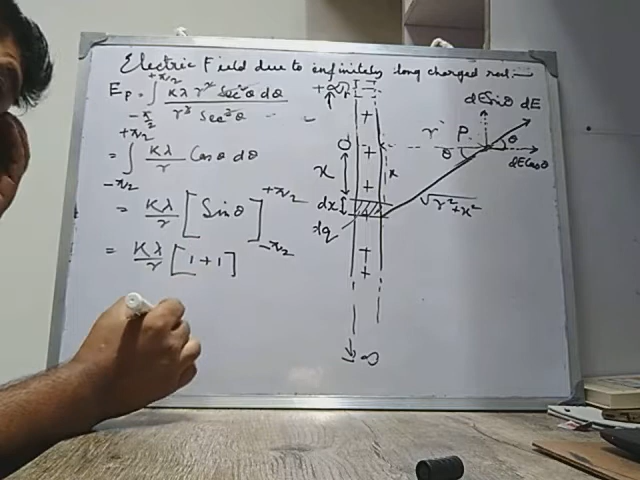 Electric Field due to infinitely long charged rod:-
E_P = ∫_{-π/2}^{+π/2} Kλ r² Sec²θ dθ / r³ Sec³θ
= ∫_{-π/2}^{+π/2} Kλ/r Cosθ dθ
= Kλ/r [Sinθ]_{-π/2}^{+π/2}
= Kλ/r [1+1]
+∞
+
+
+
+
+
x
dx
dq
r
P
θ
θ
x
dE Sinθ
dE
dE Cosθ
√r²+x²
∞